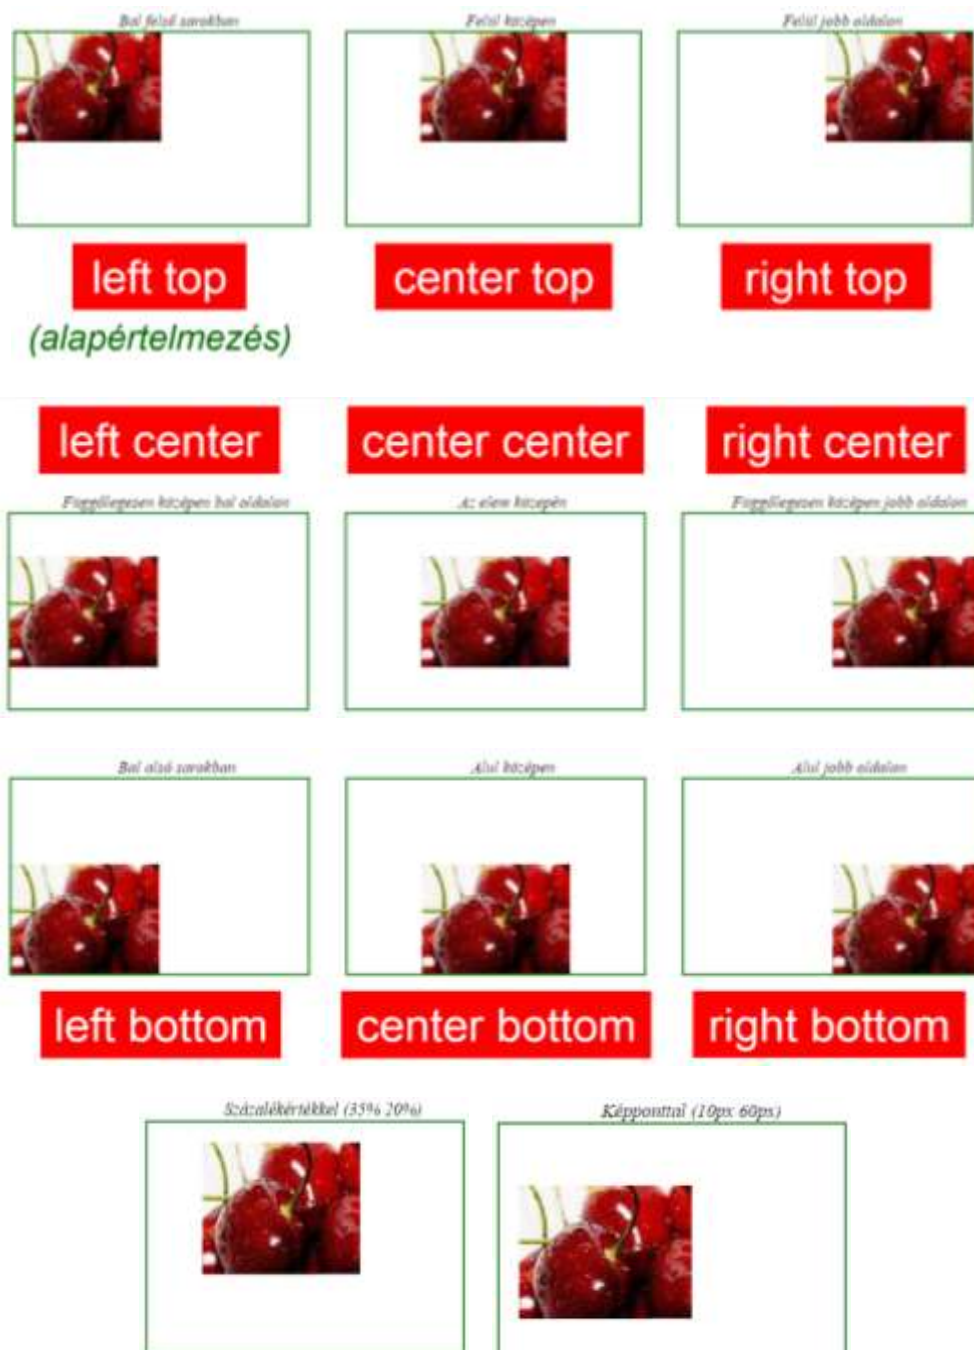 Bal felső sarokban
Felül középen
Felül jobb oldalon
left top
center top
right top
(alapértelmezés)
left center
center center
right center
Függőlegesen középen bal oldalon
Az elem közepén
Függőlegesen középen jobb oldalon
Bal alsó sarokban
Alul középen
Alul jobb oldalon
left bottom
center bottom
right bottom
Százalékértékkel (35% 20%)
Képponttal (10px 60px)